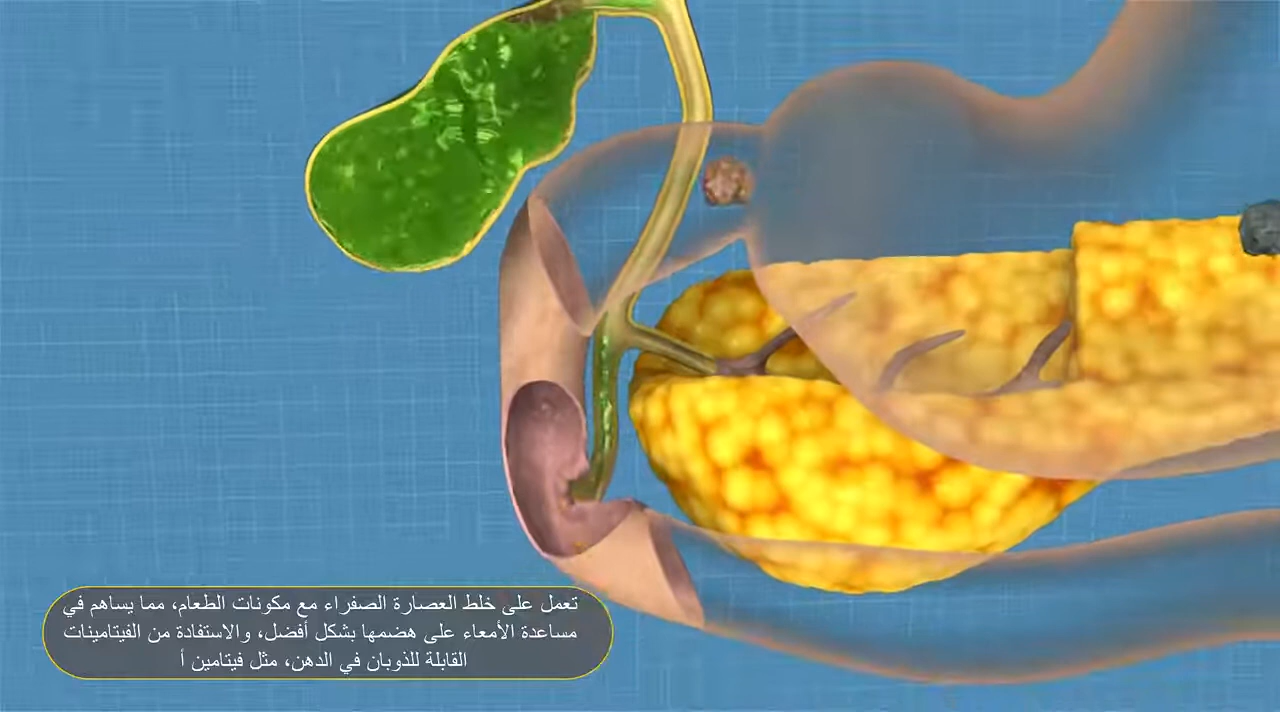 تعمل على خلط العصارة الصفراء مع مكونات الطعام، مما يساهم في
مساعدة الأمعاء على هضمها بشكل أفضل، والاستفادة من الفيتامينات
القابلة للذوبان في الدهن، مثل فيتامين أ